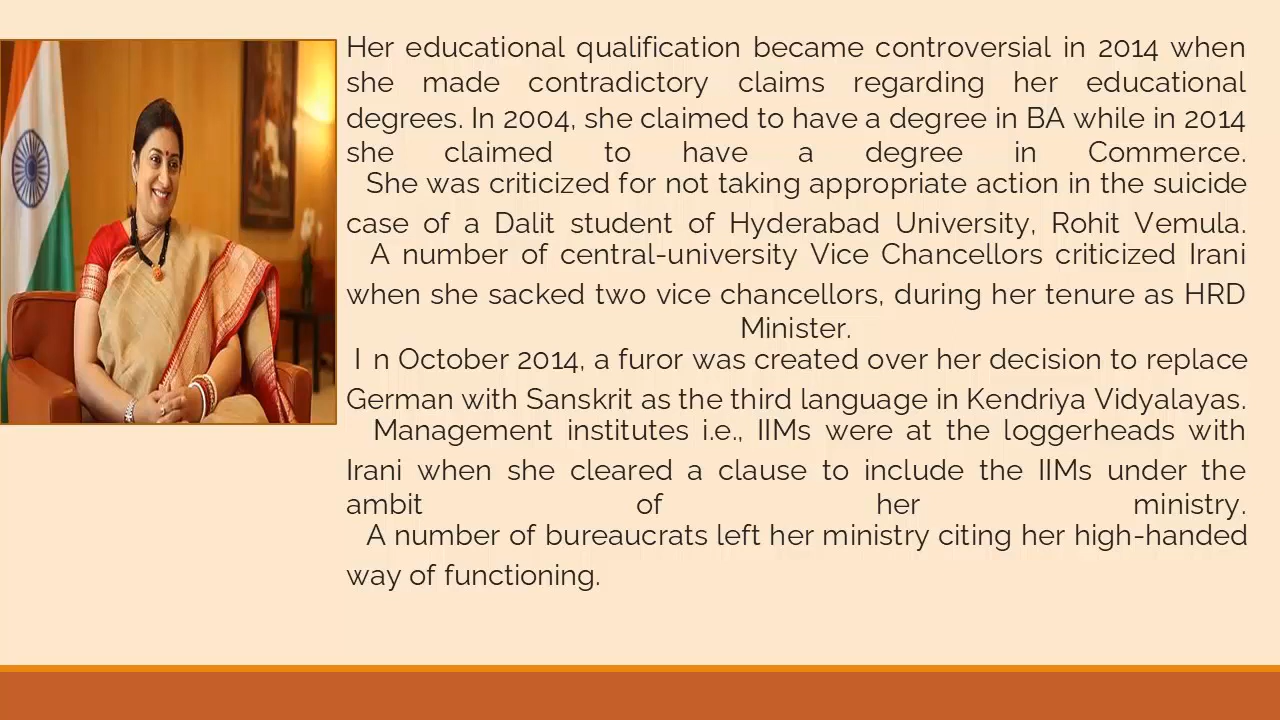 Her educational qualification became controversial in 2014 when
she made contradictory claims regarding her educational
degrees. In 2004, she claimed to have a degree in BA while in 2014
she claimed to have a degree in Commerce.
She was criticized for not taking appropriate action in the suicide
case of a Dalit student of Hyderabad University, Rohit Vemula.
A number of central-university Vice Chancellors criticized Irani
when she sacked two vice chancellors, during her tenure as HRD
Minister.
I n October 2014, a furor was created over her decision to replace
German with Sanskrit as the third language in Kendriya Vidyalayas.
Management institutes i.e., IIMs were at the loggerheads with
Irani when she cleared a clause to include the IIMs under the
ambit of her ministry.
A number of bureaucrats left her ministry citing her high-handed
way of functioning.